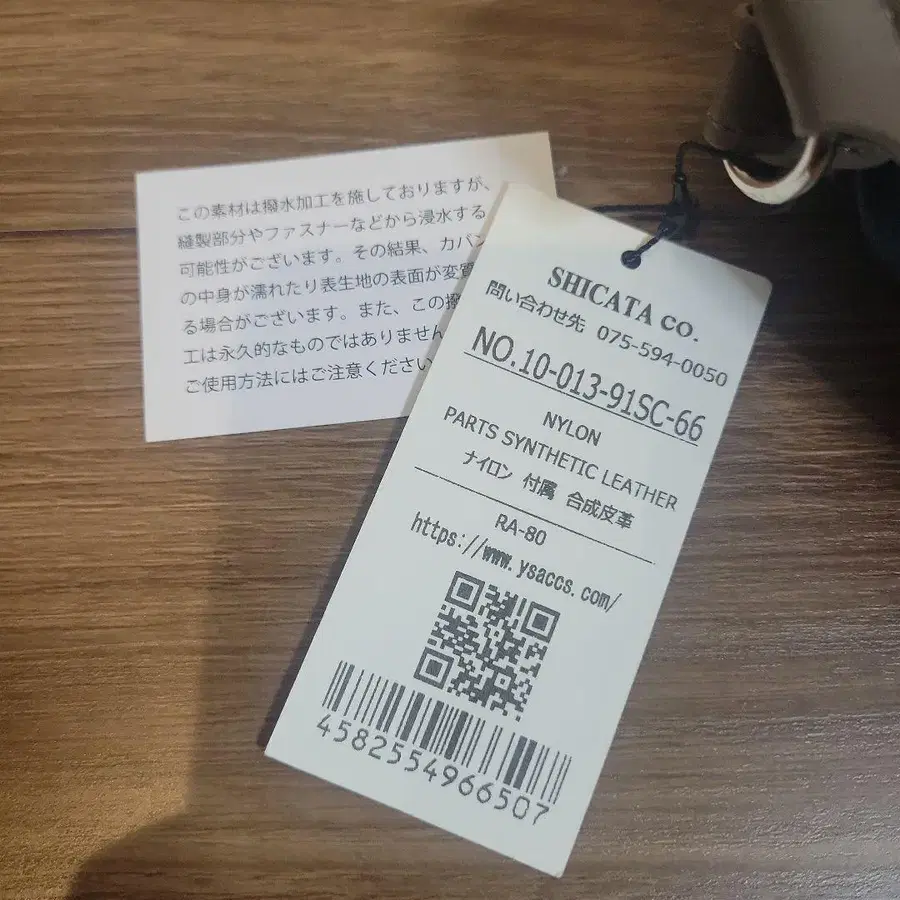 この素材は撥水加工を施しておりますが、
縫製部分やファスナーなどから浸水する
可能性がございます。その結果、カバン
の中身が濡れたり表生地の表面が変質
る場合がございます。また、この撥
工は永久的なものではありません
ご使用方法にはご注意ください
SHICATA co.
問い合わせ先 075-594-0050
NO.10-013-91SC-66
NYLON
PARTS SYNTHETIC LEATHER
ナイロン 付属 合成皮革
RA-80
https://www.ysaccs.com/
4582554966507